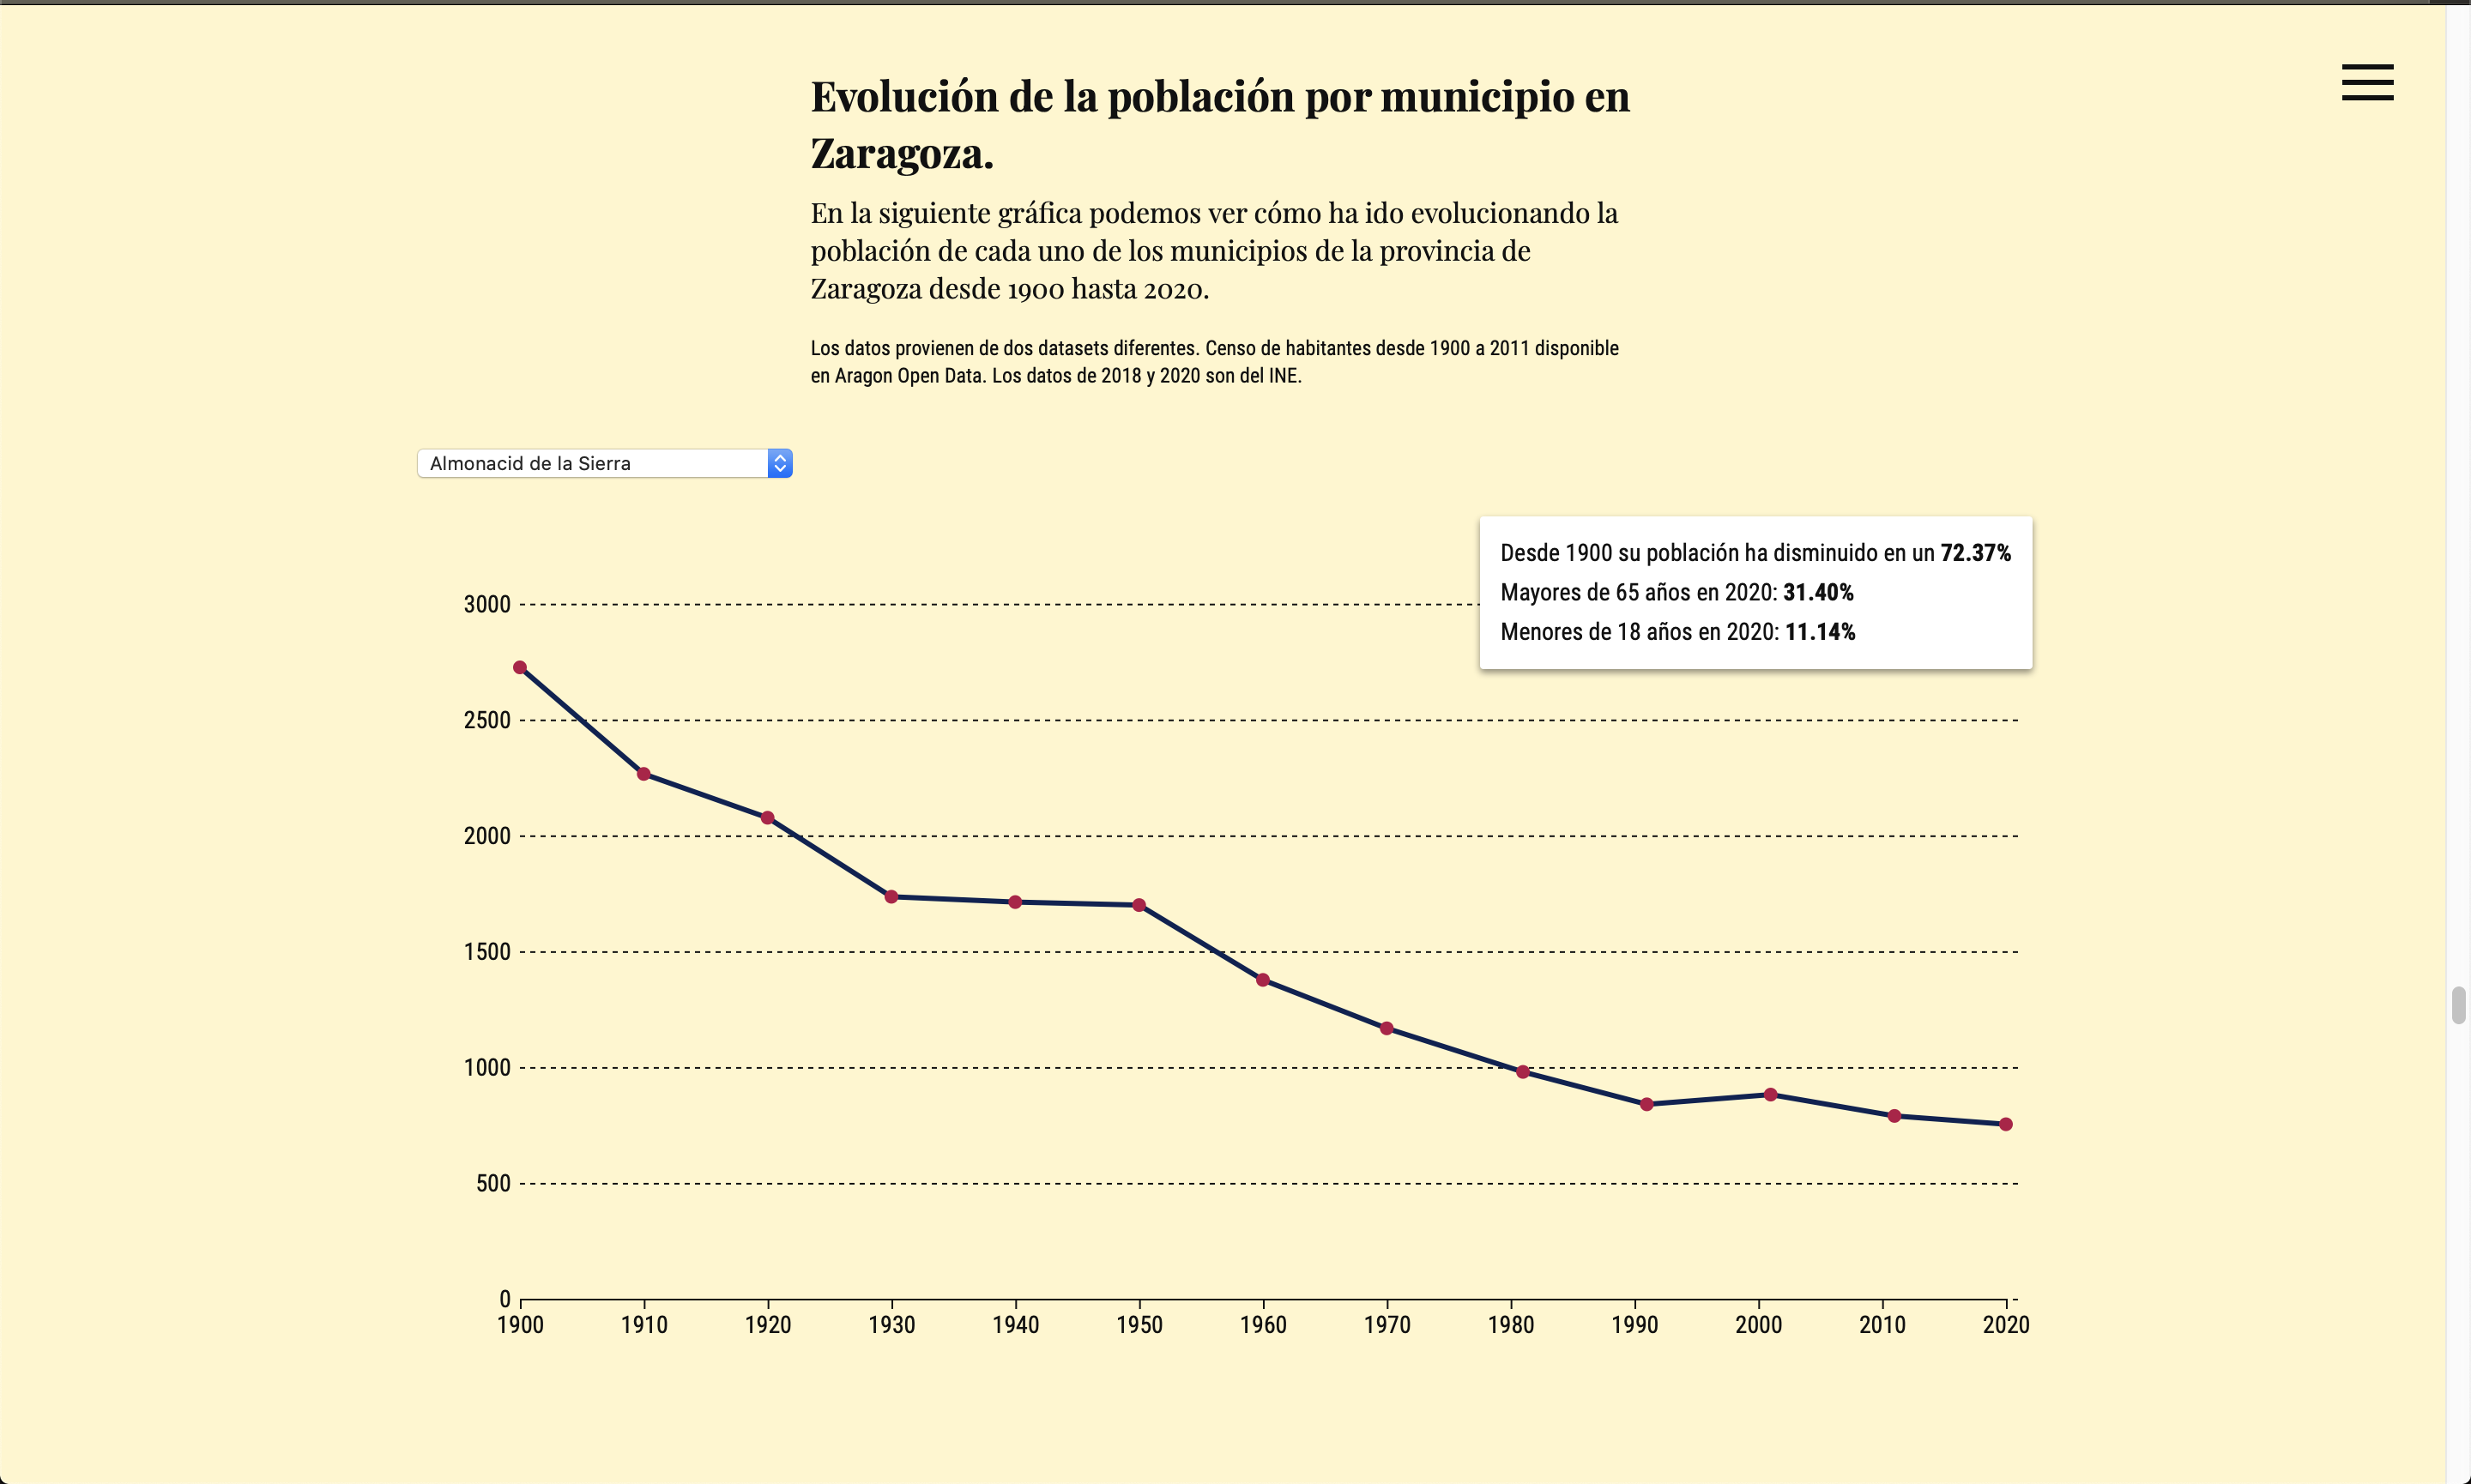 Evolución de la población por municipio en
Zaragoza.
En la siguiente gráfica podemos ver cómo ha ido evolucionando la
población de cada uno de los municipios de la provincia de
Zaragoza desde 1900 hasta 2020.
Los datos provienen de dos datasets diferentes. Censo de habitantes desde 1900 a 2011 disponible
en Aragon Open Data. Los datos de 2018 y 2020 son del INE.
Almonacid de la Sierra
Desde 1900 su población ha disminuido en un 72.37%
Mayores de 65 años en 2020: 31.40%
Menores de 18 años en 2020: 11.14%
3000
2500
2000
1500
1000
500
0
1900 1910 1920 1930 1940 1950 1960 1970 1980 1990 2000 2010 2020